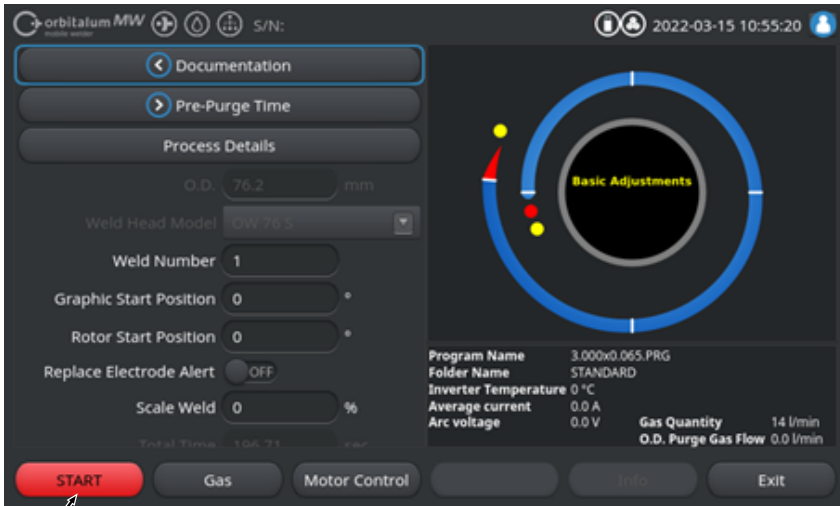 orbitalum MW S/N: 2022-03-15 10:55:20
mobile welder
Documentation
Pre-Purge Time
Process Details
O.D. 76.2 mm
Weld Head Model OW 76 S
Weld Number 1
Graphic Start Position 0 °
Rotor Start Position 0 °
Replace Electrode Alert OFF
Scale Weld 0 %
Total Time 196.71 sec
Basic Adjustments
Program Name 3.000x0.065.PRG
Folder Name STANDARD
Inverter Temperature 0 °C
Average current 0.0 A
Arc voltage 0.0 V Gas Quantity 14 l/min
O.D. Purge Gas Flow 0.0 l/min
START Gas Motor Control Info Exit